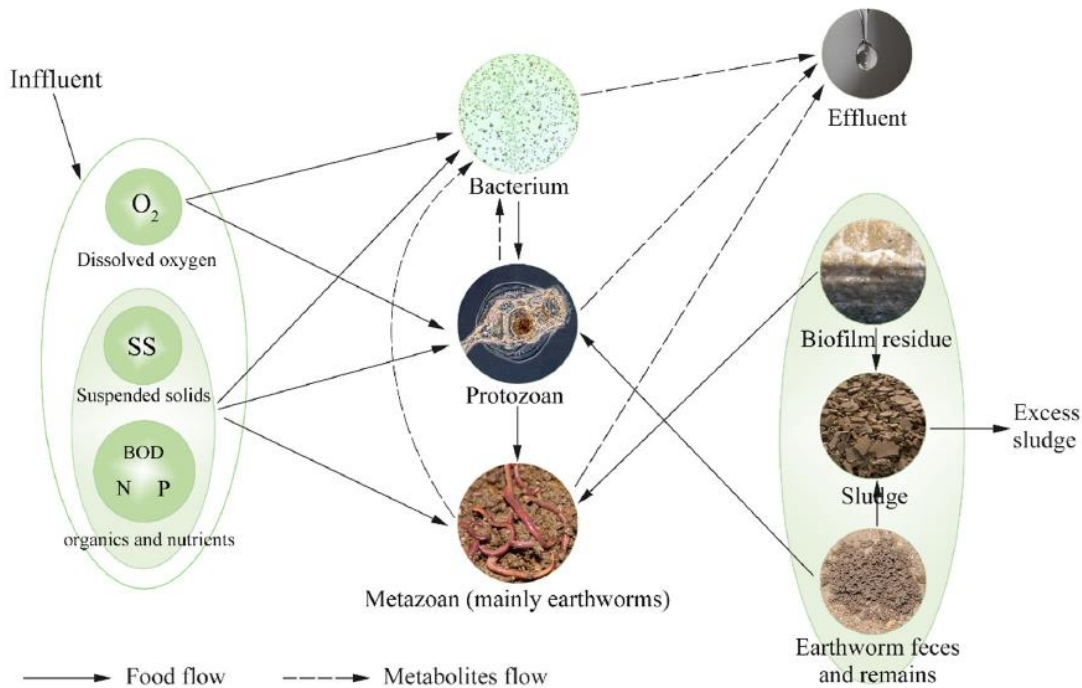 Inffluent
O2
Dissolved oxygen
SS
Suspended solids
BOD
N P
organics and nutrients
Bacterium
Protozoan
Metazoan (mainly earthworms)
Effluent
Biofilm residue
Sludge
Earthworm feces
and remains
Excess
sludge
Food flow
Metabolites flow